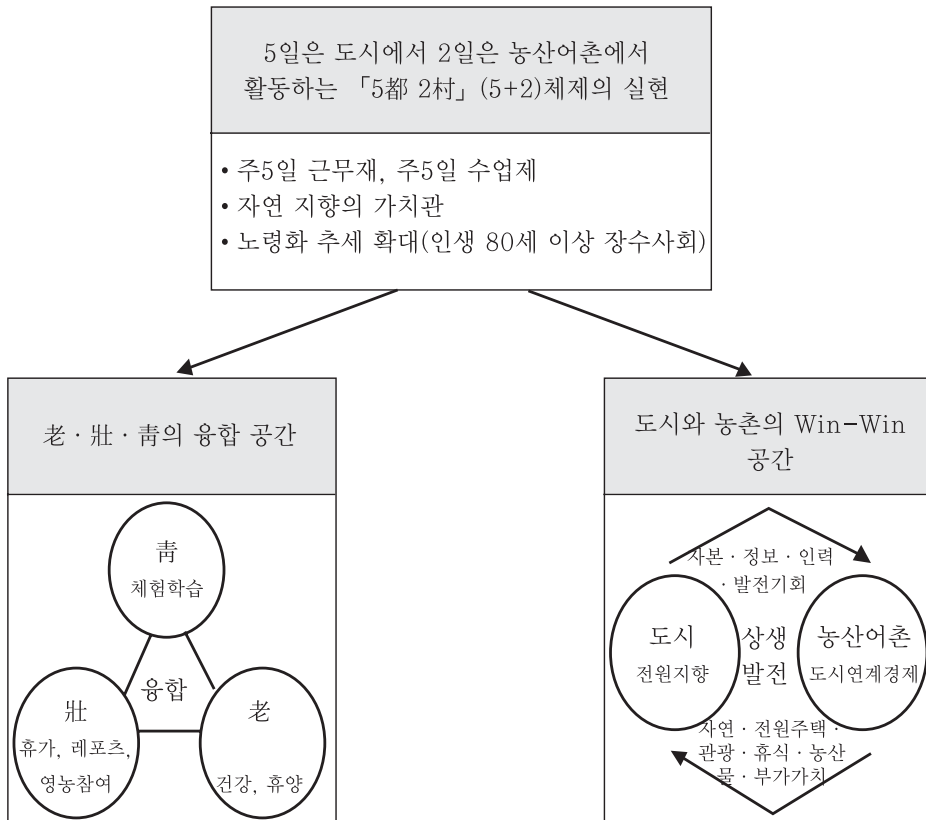 5일은 도시에서 2일은 농산어촌에서
활동하는 「5都 2村」(5+2)체제의 실현
• 주5일 근무재, 주5일 수업제
• 자연 지향의 가치관
• 노령화 추세 확대(인생 80세 이상 장수사회)
老 · 壯 · 靑의 융합 공간
靑
체험학습
융합
壯
휴가, 레포츠,
영농참여
老
건강, 휴양
도시와 농촌의 Win-Win
공간
자본 · 정보 · 인력
· 발전기회
도시
전원지향
상생
발전
농산어촌
도시연계경제
자연 · 전원주택 ·
관광 · 휴식 · 농산
물 · 부가가치